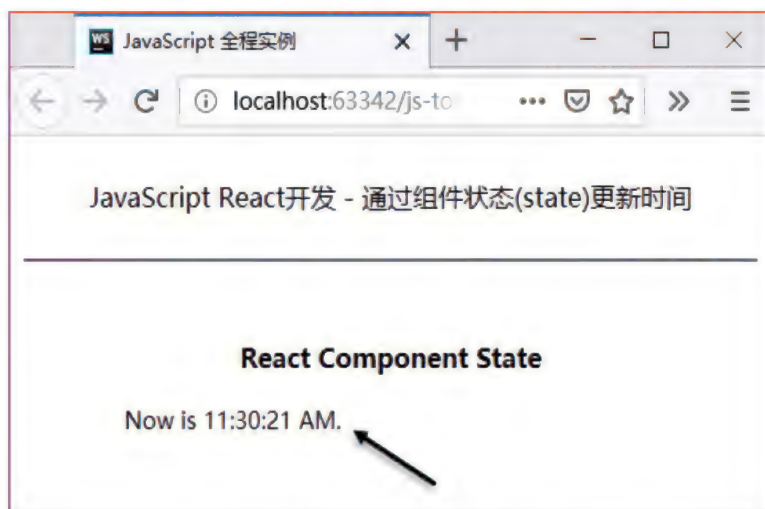 WS JavaScript 全程实例
localhost:63342/js-to
JavaScript React开发 - 通过组件状态(state)更新时间
React Component State
Now is 11:30:21 AM.